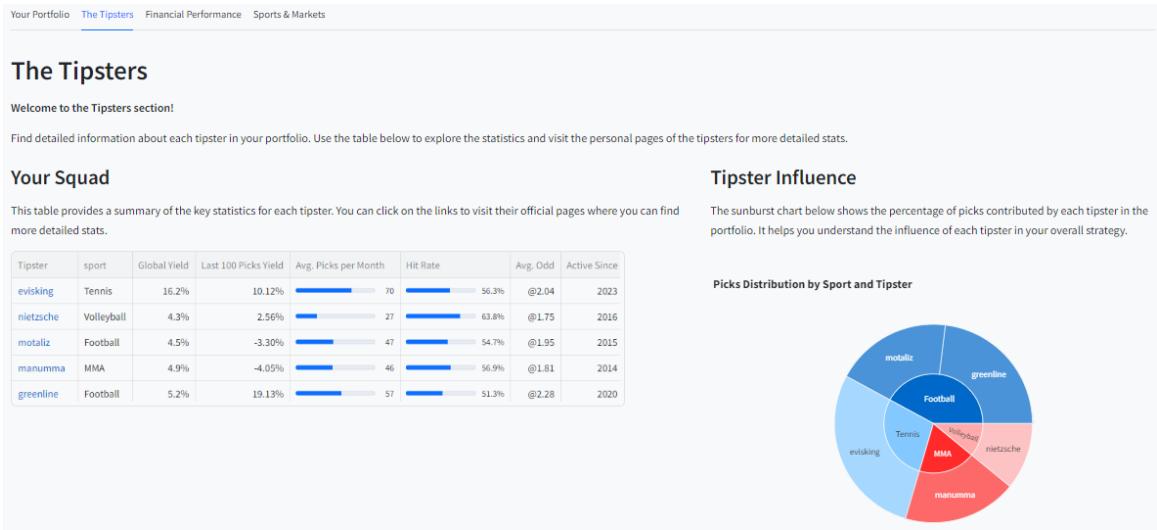 Your Portfolio The Tipsters Financial Performance Sports & Markets
The Tipsters
Welcome to the Tipsters section!
Find detailed information about each tipster in your portfolio. Use the table below to explore the statistics and visit the personal pages of the tipsters for more detailed stats.
Your Squad
This table provides a summary of the key statistics for each tipster. You can click on the links to visit their official pages where you can find
more detailed stats.
Tipster sport Global Yield Last 100 Picks Yield Avg. Picks per Month Hit Rate Avg. Odd Active Since
evisking Tennis 16.2% 10.12% 70 56.3% @2.04 2023
nietzsche Volleyball 4.3% 2.56% 27 63.8% @1.75 2016
motaliz Football 4.5% -3.30% 47 54.7% @1.95 2015
manumma MMA 4.9% -4.05% 46 56.9% @1.81 2014
greenline Football 5.2% 19.13% 57 51.3% @2.28 2020
Tipster Influence
The sunburst chart below shows the percentage of picks contributed by each tipster in the
portfolio. It helps you understand the influence of each tipster in your overall strategy.
Picks Distribution by Sport and Tipster
motaliz
greenline
Football
Tennis
Volleyball
evisking
nietzsche
MMA
manumma